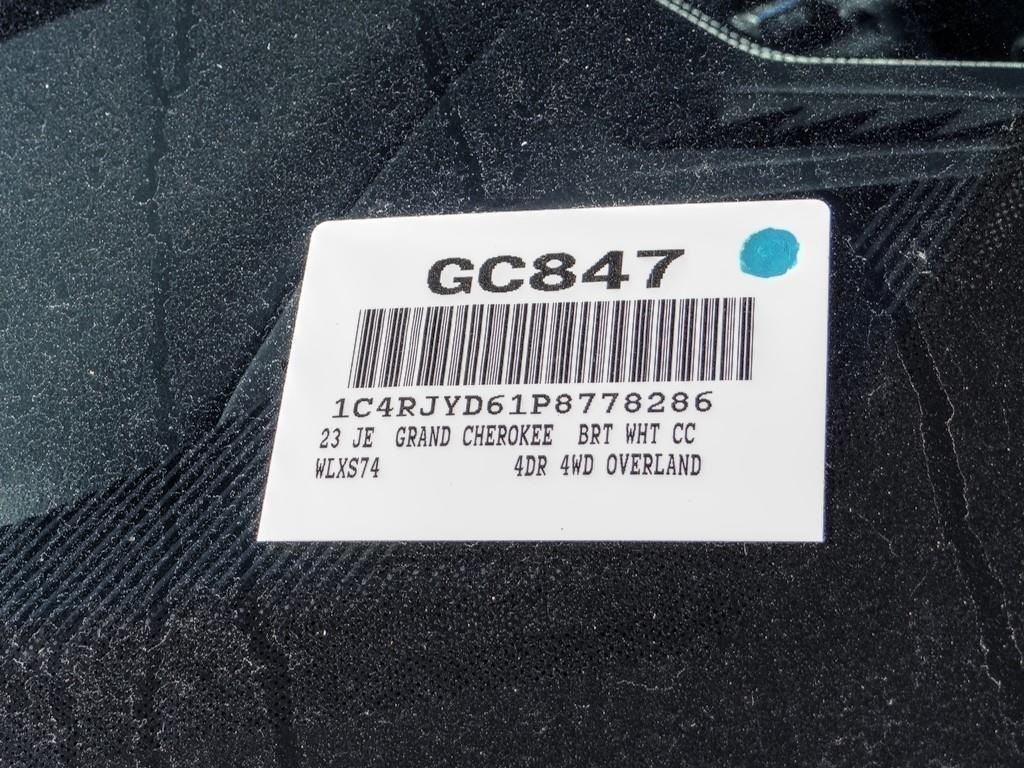 GC847
1C4RJYD61P8778286
23 JE GRAND CHEROKEE BRT WHT CC
WLXS74 4DR 4WD OVERLAND